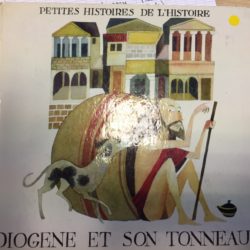 PETITES HISTOIRES DE L'HISTOIRE
DIOGENE ET SON TONNEAU